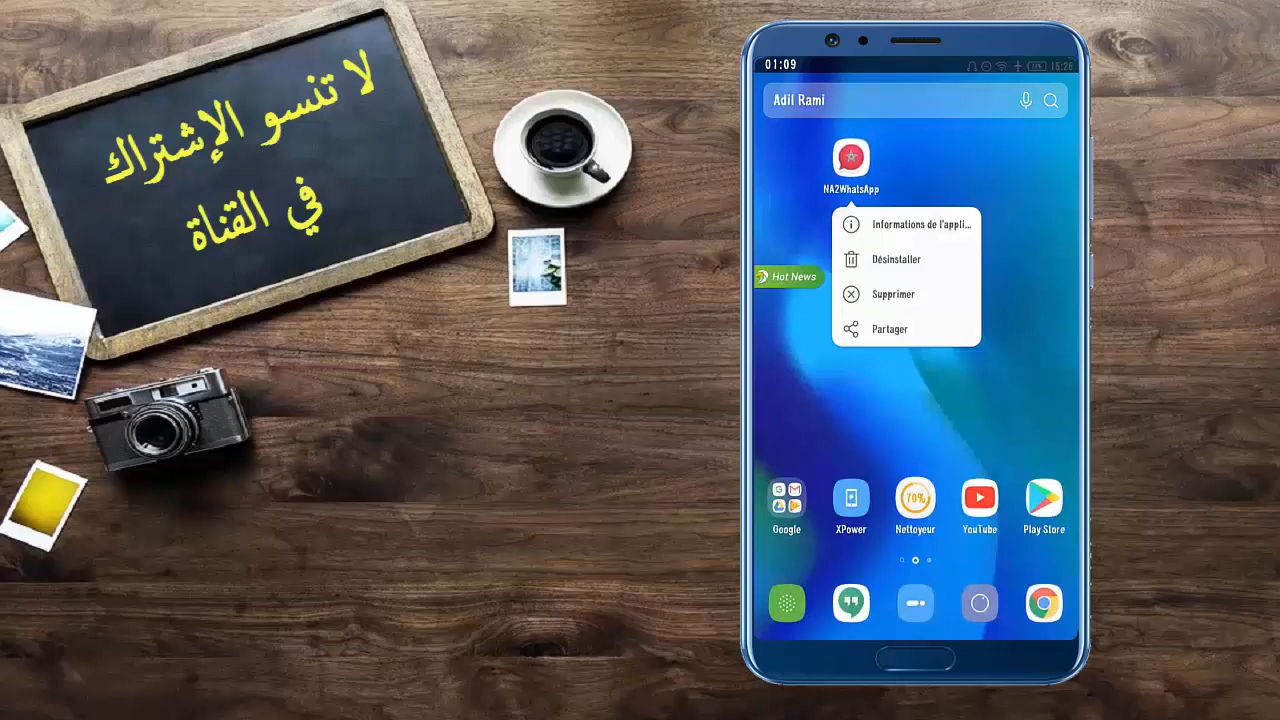 لا تنسو الإشتراك
في القناة
01:09
15:26
Adil Rami
NA2WhatsApp
Informations de l'appli...
Désinstaller
Hot News
Supprimer
Partager
70%
Google
XPower
Nettoyeur
YouTube
Play Store